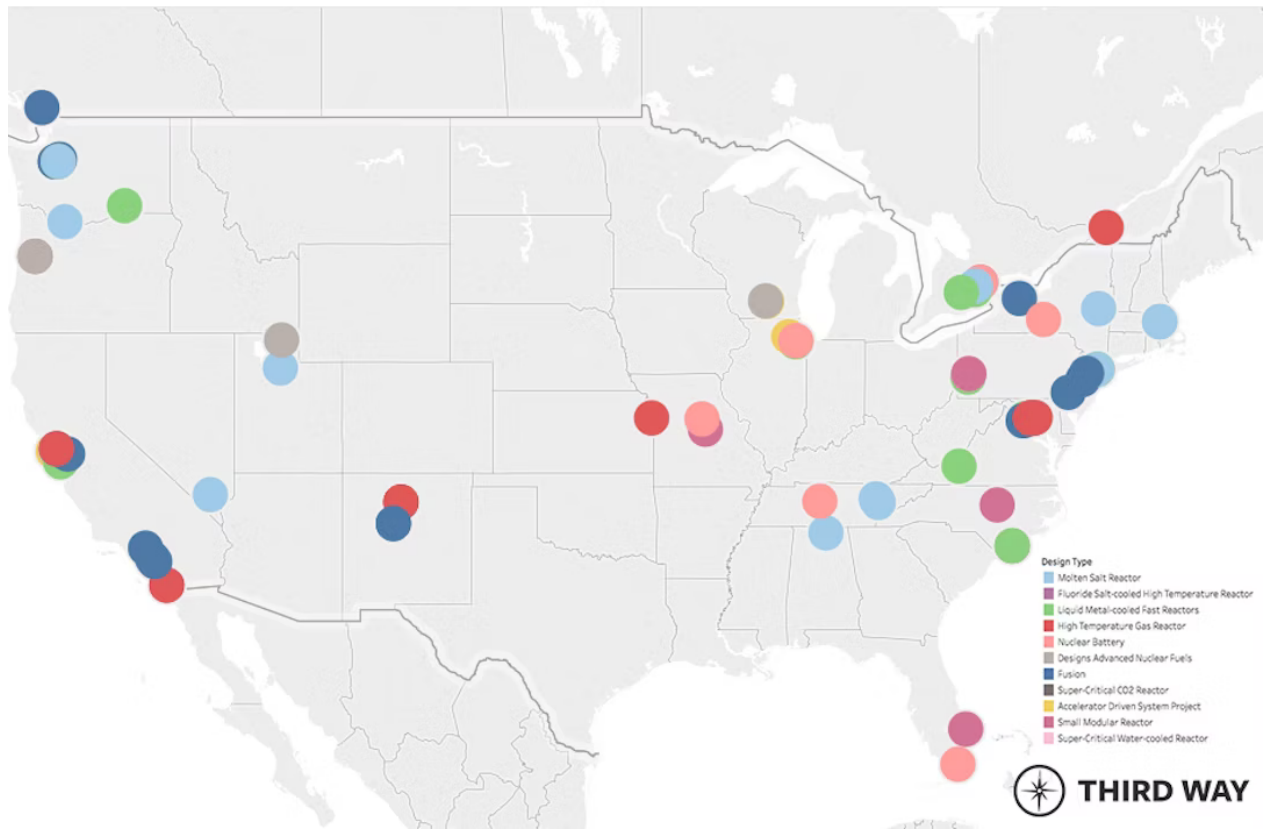 Design Type
Molten Salt Reactor
Fluoride Salt-cooled High Temperature Reactor
Liquid Metal-cooled Fast Reactors
High Temperature Gas Reactor
Nuclear Battery
Designs Advanced Nuclear Fuels
Fusion
Super-Critical CO2 Reactor
Accelerator Driven System Project
Small Modular Reactor
Super-Critical Water-cooled Reactor
THIRD WAY